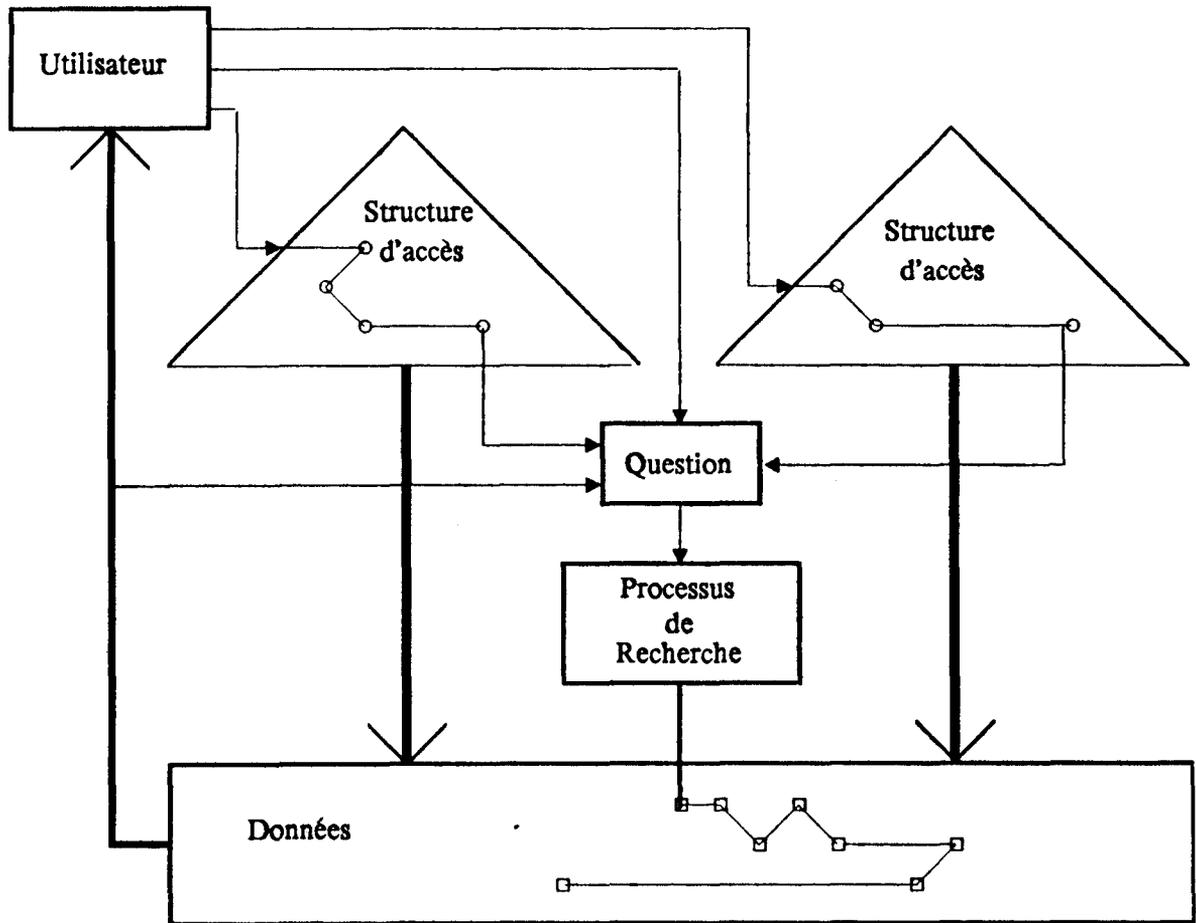 Utilisateur
Structure
d'accès
Structure
d'accès
Question
Processus
de
Recherche
Données